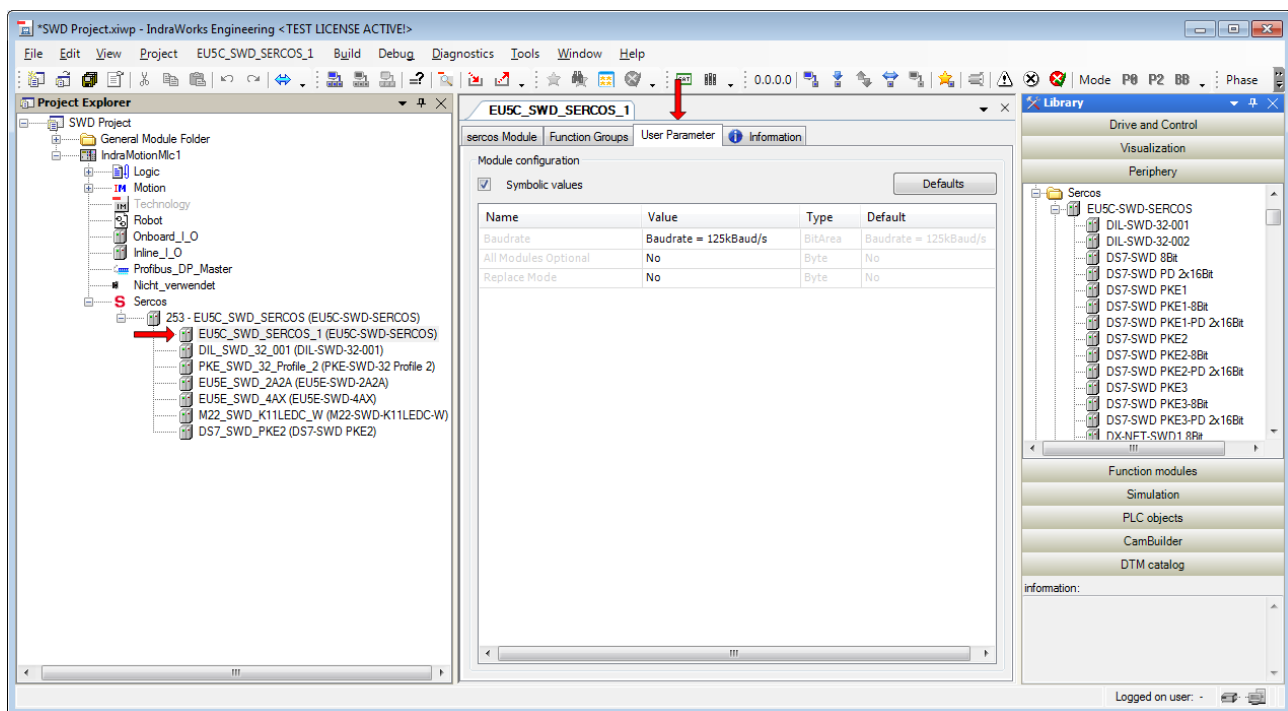 *SWD Project.xiwp - IndraWorks Engineering <TEST LICENSE ACTIVE!>
File Edit View Project EU5C_SWD_SERCOS_1 Build Debug Diagnostics Tools Window Help
0.0.0.0 Mode P0 P2 BB Phase
Project Explorer
SWD Project
General Module Folder
IndraMotionMlc1
Logic
Motion
Technology
Robot
Onboard_I_O
Inline_I_O
Profibus_DP_Master
Nicht_verwendet
Sercos
253 - EU5C_SWD_SERCOS (EU5C-SWD-SERCOS)
EU5C_SWD_SERCOS_1 (EU5C-SWD-SERCOS)
DIL_SWD_32_001 (DIL-SWD-32-001)
PKE_SWD_32_Profile_2 (PKE-SWD-32 Profile 2)
EU5E_SWD_2A2A (EU5E-SWD-2A2A)
EU5E_SWD_4AX (EU5E-SWD-4AX)
M22_SWD_K11LEDC_W (M22-SWD-K11LEDC-W)
DS7_SWD_PKE2 (DS7-SWD PKE2)
EU5C_SWD_SERCOS_1
sercos Module Function Groups User Parameter Information
Module configuration
Symbolic values Defaults
Name Value Type Default
Baudrate Baudrate = 125kBaud/s BitArea Baudrate = 125kBaud/s
All Modules Optional No Byte No
Replace Mode No Byte No
Library
Drive and Control
Visualization
Periphery
Sercos
EU5C-SWD-SERCOS
DIL-SWD-32-001
DIL-SWD-32-002
DS7-SWD 8Bit
DS7-SWD PD 2x16Bit
DS7-SWD PKE1
DS7-SWD PKE1-8Bit
DS7-SWD PKE1-PD 2x16Bit
DS7-SWD PKE2
DS7-SWD PKE2-8Bit
DS7-SWD PKE2-PD 2x16Bit
DS7-SWD PKE3
DS7-SWD PKE3-8Bit
DS7-SWD PKE3-PD 2x16Bit
DX-NET-SWD1 8Bit
Function modules
Simulation
PLC objects
CamBuilder
DTM catalog
information:
Logged on user: -